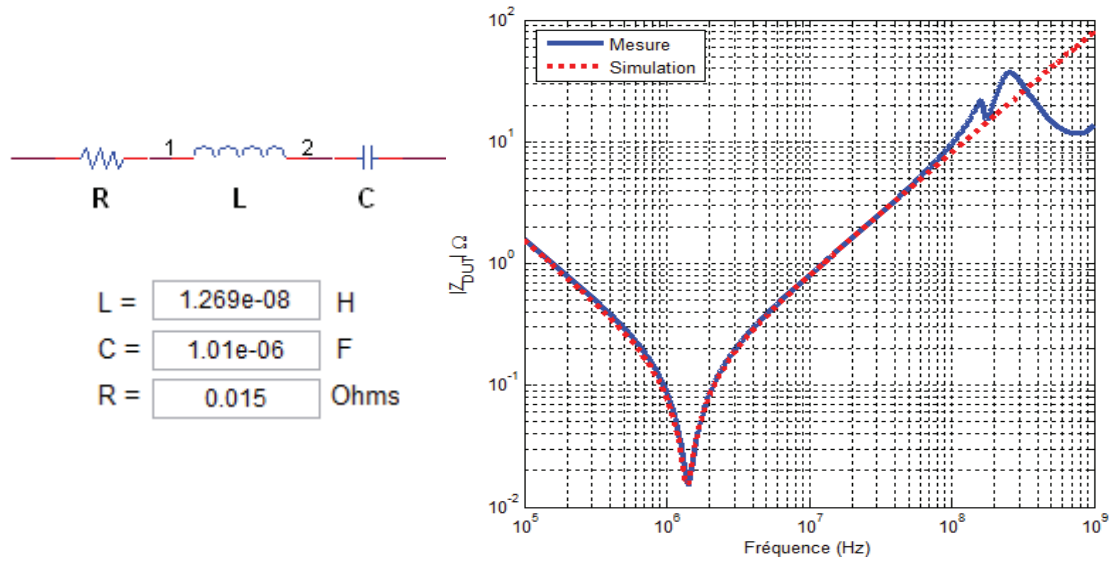 1 2
R L C
L = 1.269e-08 H
C = 1.01e-06 F
R = 0.015 Ohms
Mesure
Simulation
|Z_DUT| Ω
10^2
10^1
10^0
10^-1
10^-2
10^5 10^6 10^7 10^8 10^9
Fréquence (Hz)